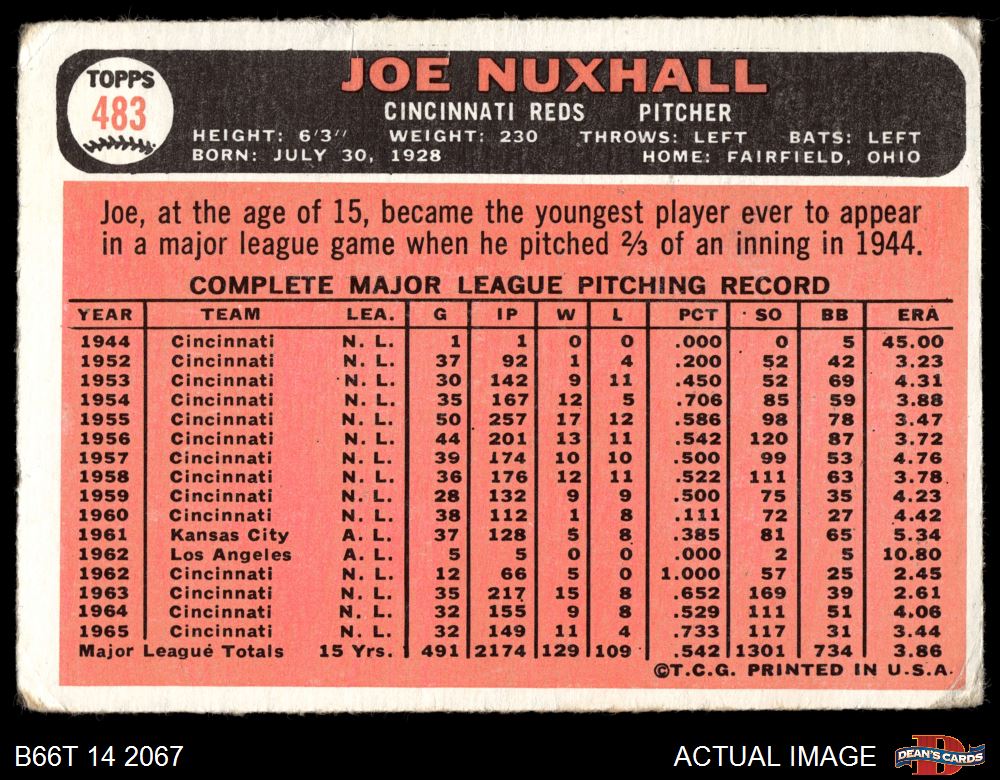 TOPPS
483
JOE NUXHALL
CINCINNATI REDS PITCHER
HEIGHT: 6'3" WEIGHT: 230 THROWS: LEFT BATS: LEFT
BORN: JULY 30, 1928 HOME: FAIRFIELD, OHIO
Joe, at the age of 15, became the youngest player ever to appear
in a major league game when he pitched 2/3 of an inning in 1944.
COMPLETE MAJOR LEAGUE PITCHING RECORD
YEAR TEAM LEA. G IP W L PCT SO BB ERA
1944 Cincinnati N. L. 1 1 0 0 .000 0 5 45.00
1952 Cincinnati N. L. 37 92 1 4 .200 52 42 3.23
1953 Cincinnati N. L. 30 142 9 11 .450 52 69 4.31
1954 Cincinnati N. L. 35 167 12 5 .706 85 59 3.88
1955 Cincinnati N. L. 50 257 17 12 .586 98 78 3.47
1956 Cincinnati N. L. 44 201 13 11 .542 120 87 3.72
1957 Cincinnati N. L. 39 174 10 10 .500 99 53 4.76
1958 Cincinnati N. L. 36 176 12 11 .522 111 63 3.78
1959 Cincinnati N. L. 28 132 9 9 .500 75 35 4.23
1960 Cincinnati N. L. 38 112 1 8 .111 72 27 4.42
1961 Kansas City A. L. 37 128 5 8 .385 81 65 5.34
1962 Los Angeles A. L. 5 5 0 0 .000 2 5 10.80
1962 Cincinnati N. L. 12 66 5 0 1.000 57 25 2.45
1963 Cincinnati N. L. 35 217 15 8 .652 169 39 2.61
1964 Cincinnati N. L. 32 155 9 8 .529 111 51 4.06
1965 Cincinnati N. L. 32 149 11 4 .733 117 31 3.44
Major League Totals 15 Yrs. 491 2174 129 109 .542 1301 734 3.86
©T.C.G. PRINTED IN U.S.A.
B66T 14 2067 ACTUAL IMAGE DEAN'S CARDS